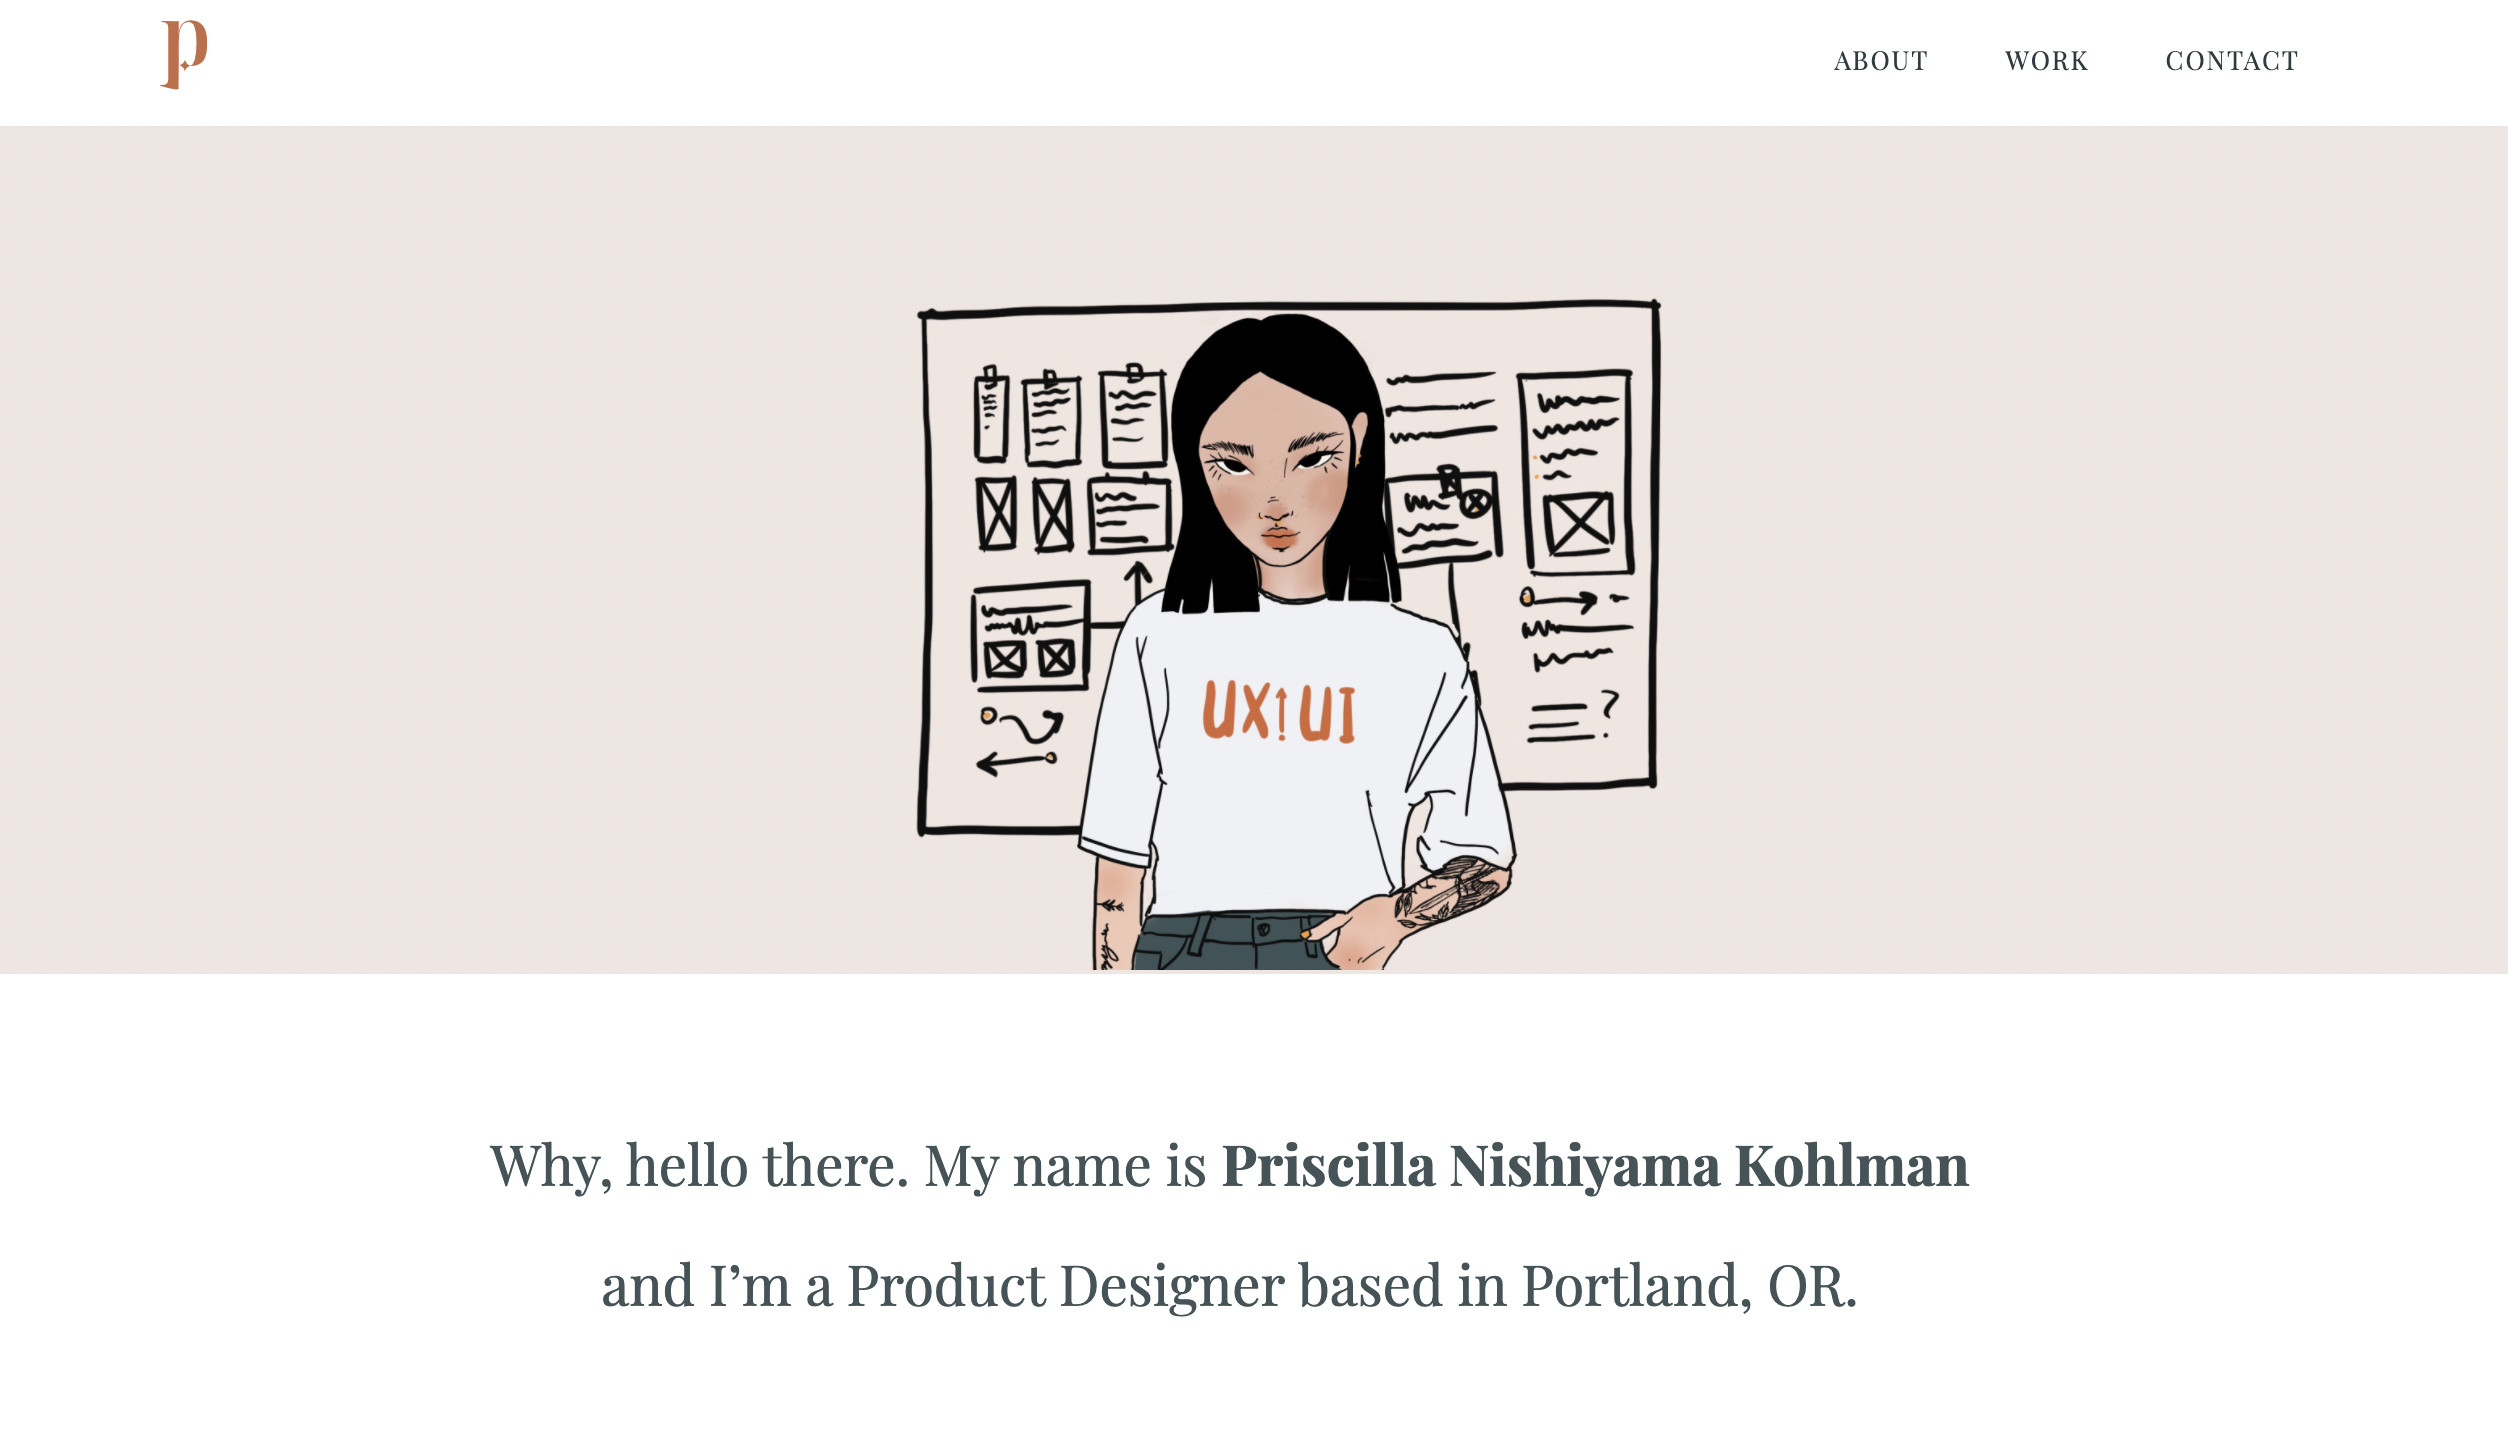 p
ABOUT WORK CONTACT
UX UI
Why, hello there. My name is Priscilla Nishiyama Kohlman
and I’m a Product Designer based in Portland, OR.